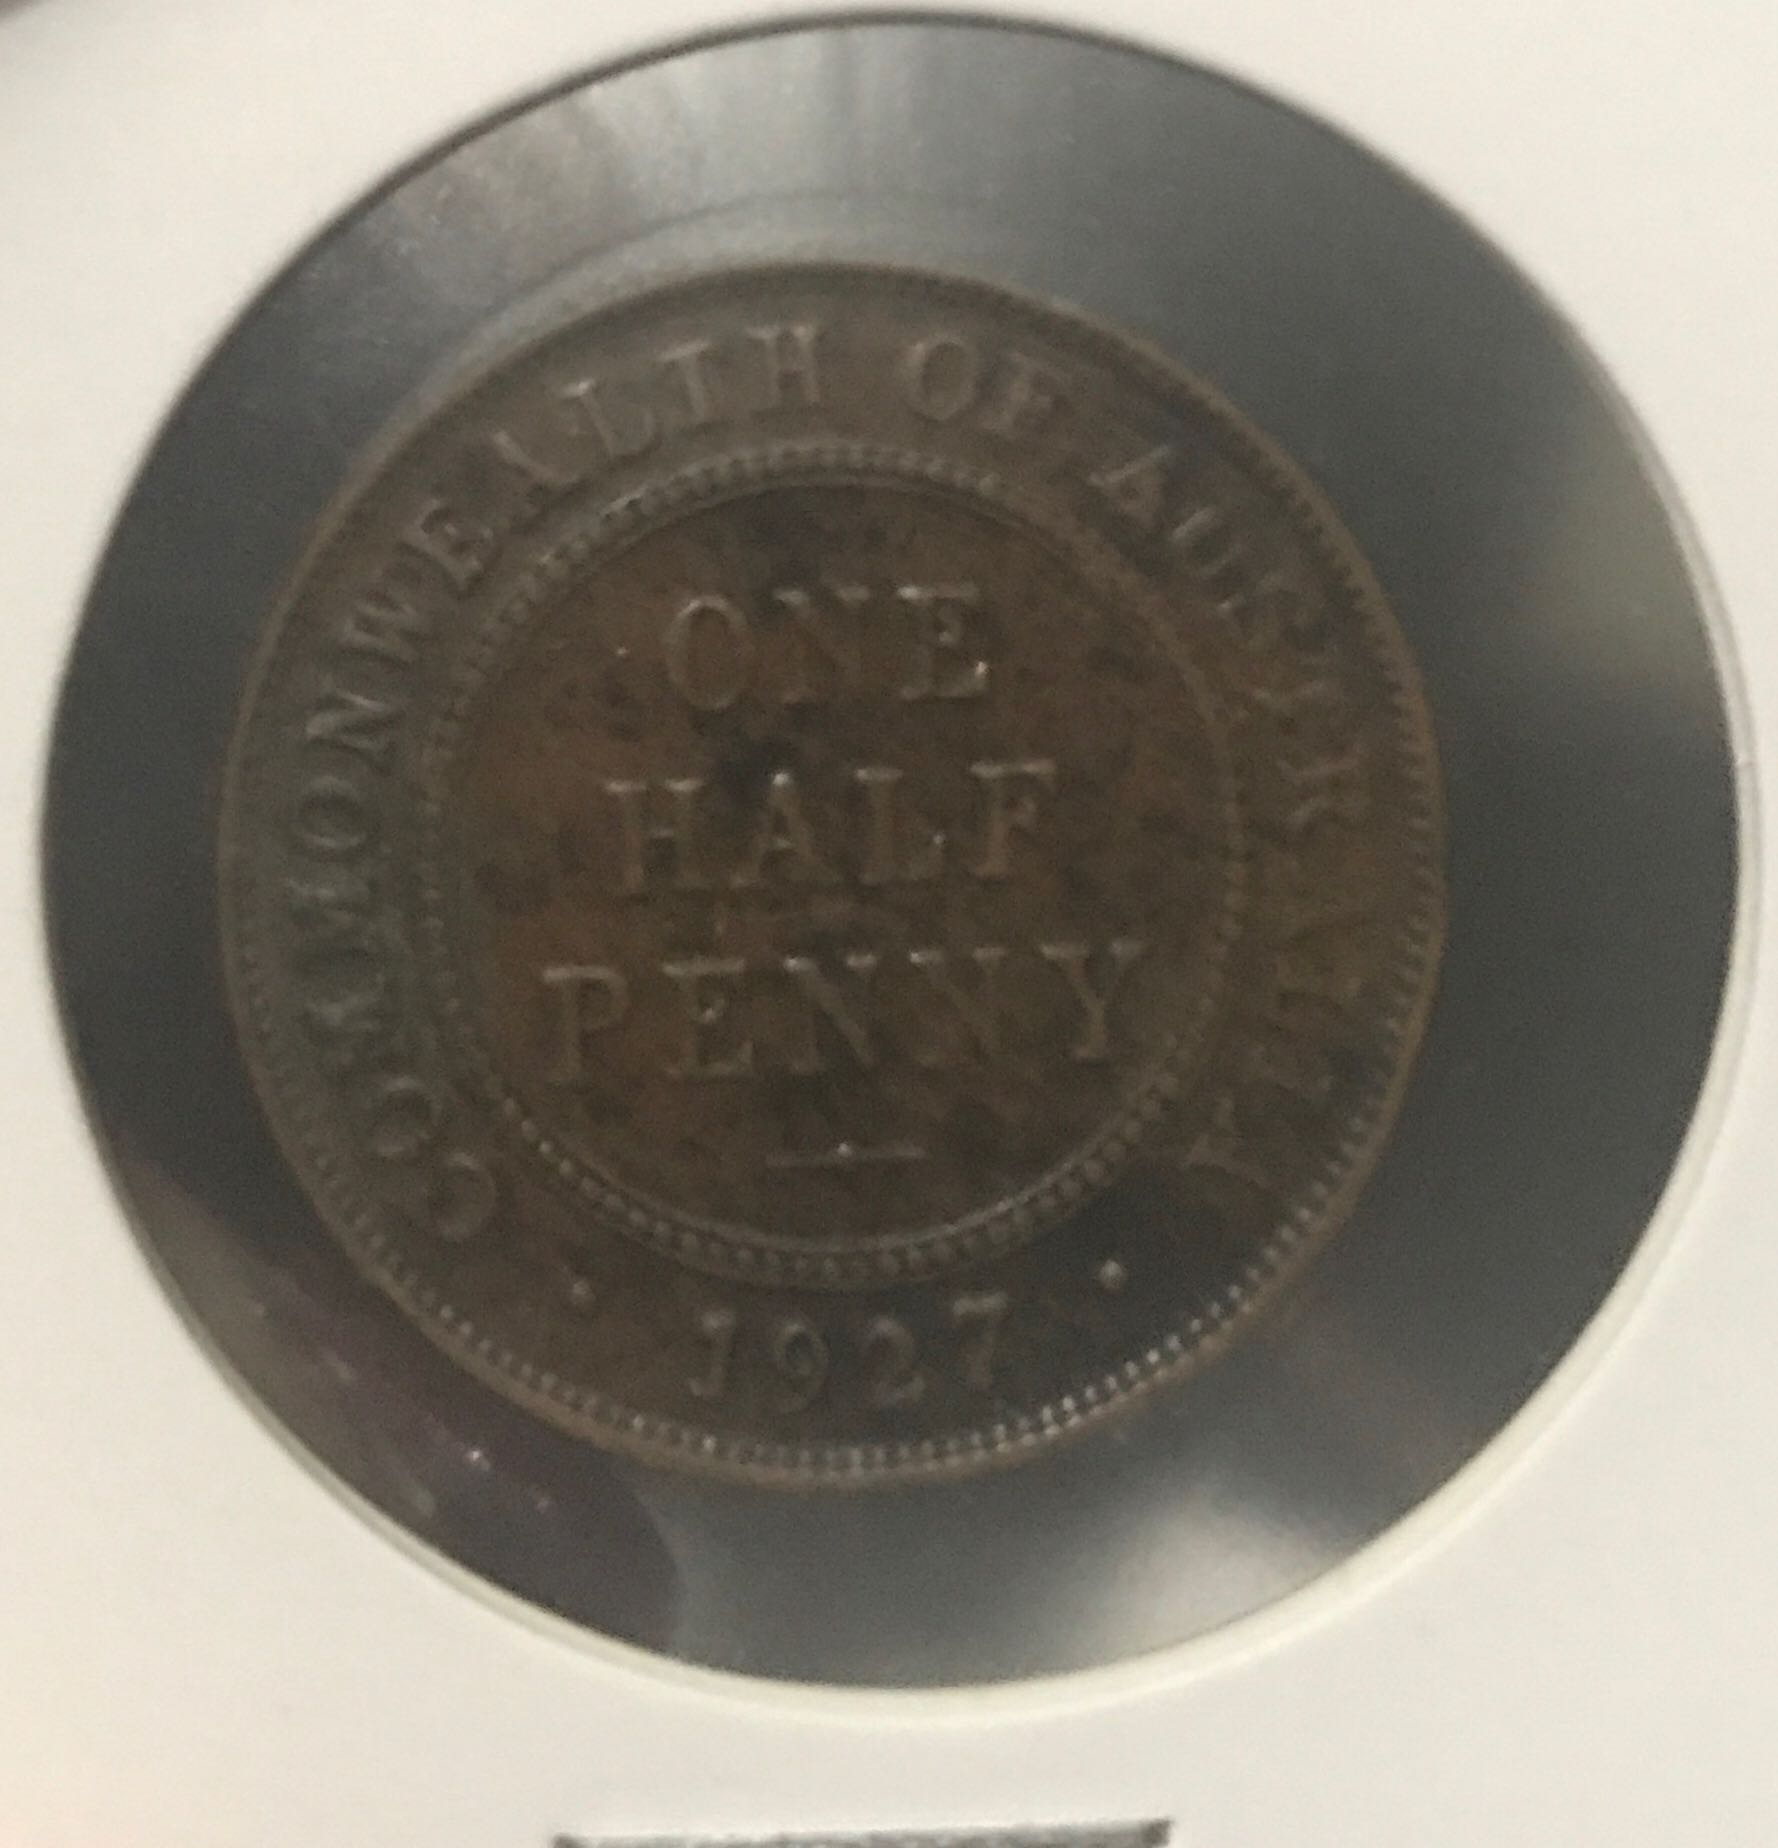 COMMONWEALTH OF AUSTRALIA
ONE
HALF
PENNY
1927